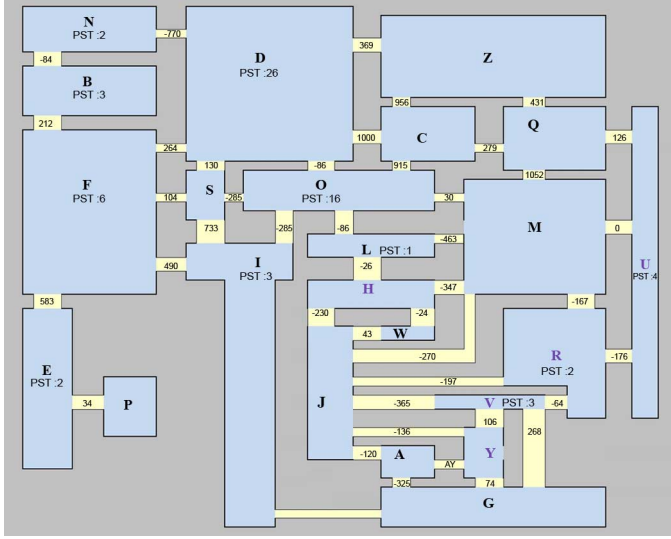 N
PST :2
-770
D
PST :26
369
Z
-84
B
PST :3
956
431
212
1000
C
Q
126
264
279
130
-86
915
1052
F
PST :6
104
S
-285
O
PST :16
30
M
0
U
PST :4
733
-285
-86
490
I
PST :3
L PST :1
-463
-26
583
H
-347
-167
-230
-24
43
W
E
PST :2
-270
R
PST :2
-176
34
P
-197
J
-365
V PST :3
-64
106
268
-136
-120
A
AY
Y
-325
74
G